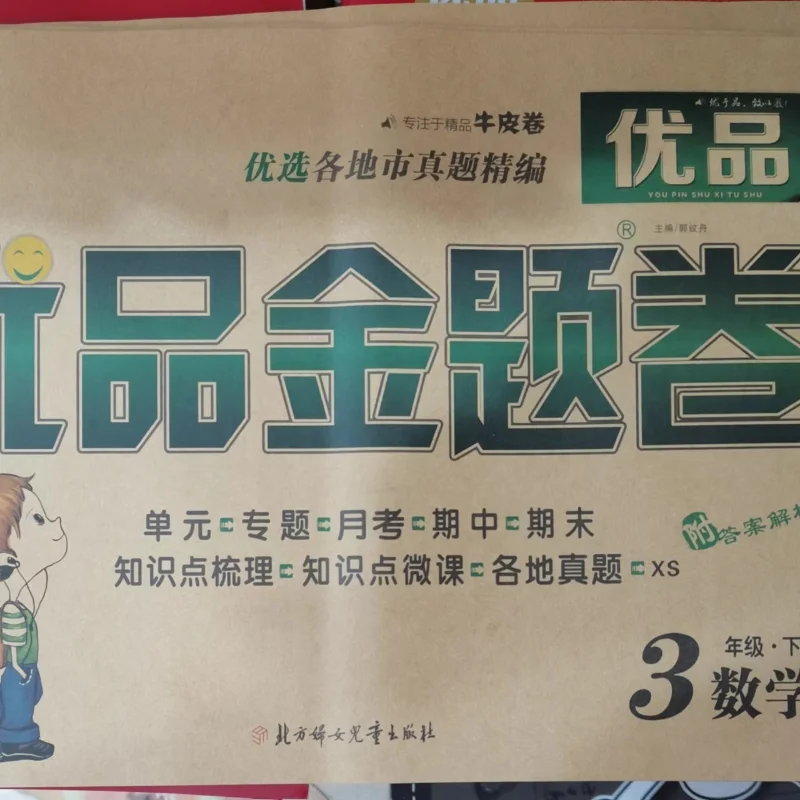 专注于精品牛皮卷
优选各地市真题精编
优品
YOU PIN SHU XI TU SHU
®
主编/郭纹丹
优品金题卷
单元 专题 月考 期中 期末
知识点梳理 知识点微课 各地真题 XS
附答案解析
3 年级·下
数学
北方妇女儿童出版社